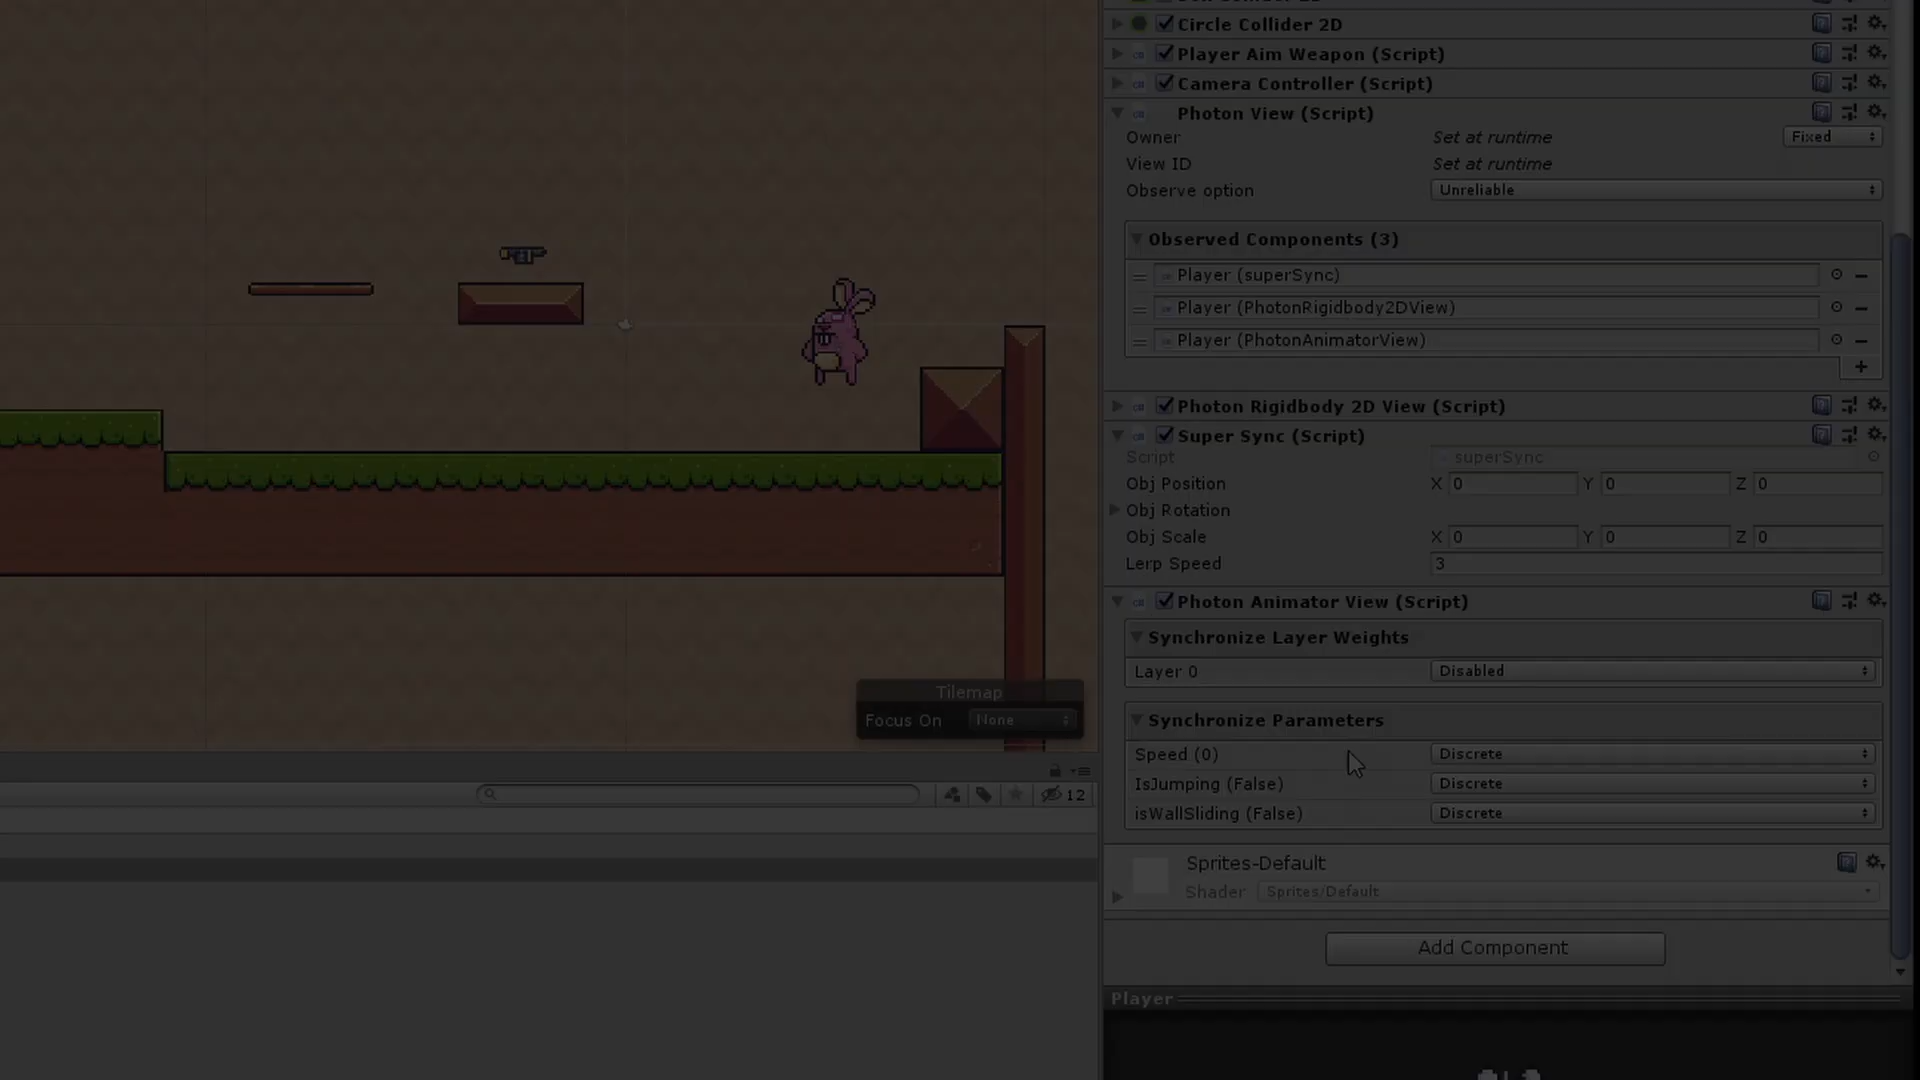 Circle Collider 2D
Player Aim Weapon (Script)
Camera Controller (Script)
Photon View (Script)
Owner Set at runtime Fixed
View ID Set at runtime
Observe option Unreliable
Observed Components (3)
Player (superSync)
Player (PhotonRigidbody2DView)
Player (PhotonAnimatorView)
Photon Rigidbody 2D View (Script)
Super Sync (Script)
Script superSync
Obj Position X 0 Y 0 Z 0
Obj Rotation
Obj Scale X 0 Y 0 Z 0
Lerp Speed 3
Photon Animator View (Script)
Synchronize Layer Weights
Layer 0 Disabled
Synchronize Parameters
Speed (0) Discrete
IsJumping (False) Discrete
isWallSliding (False) Discrete
Sprites-Default
Shader Sprites/Default
Add Component
Player
Tilemap
Focus On None
12